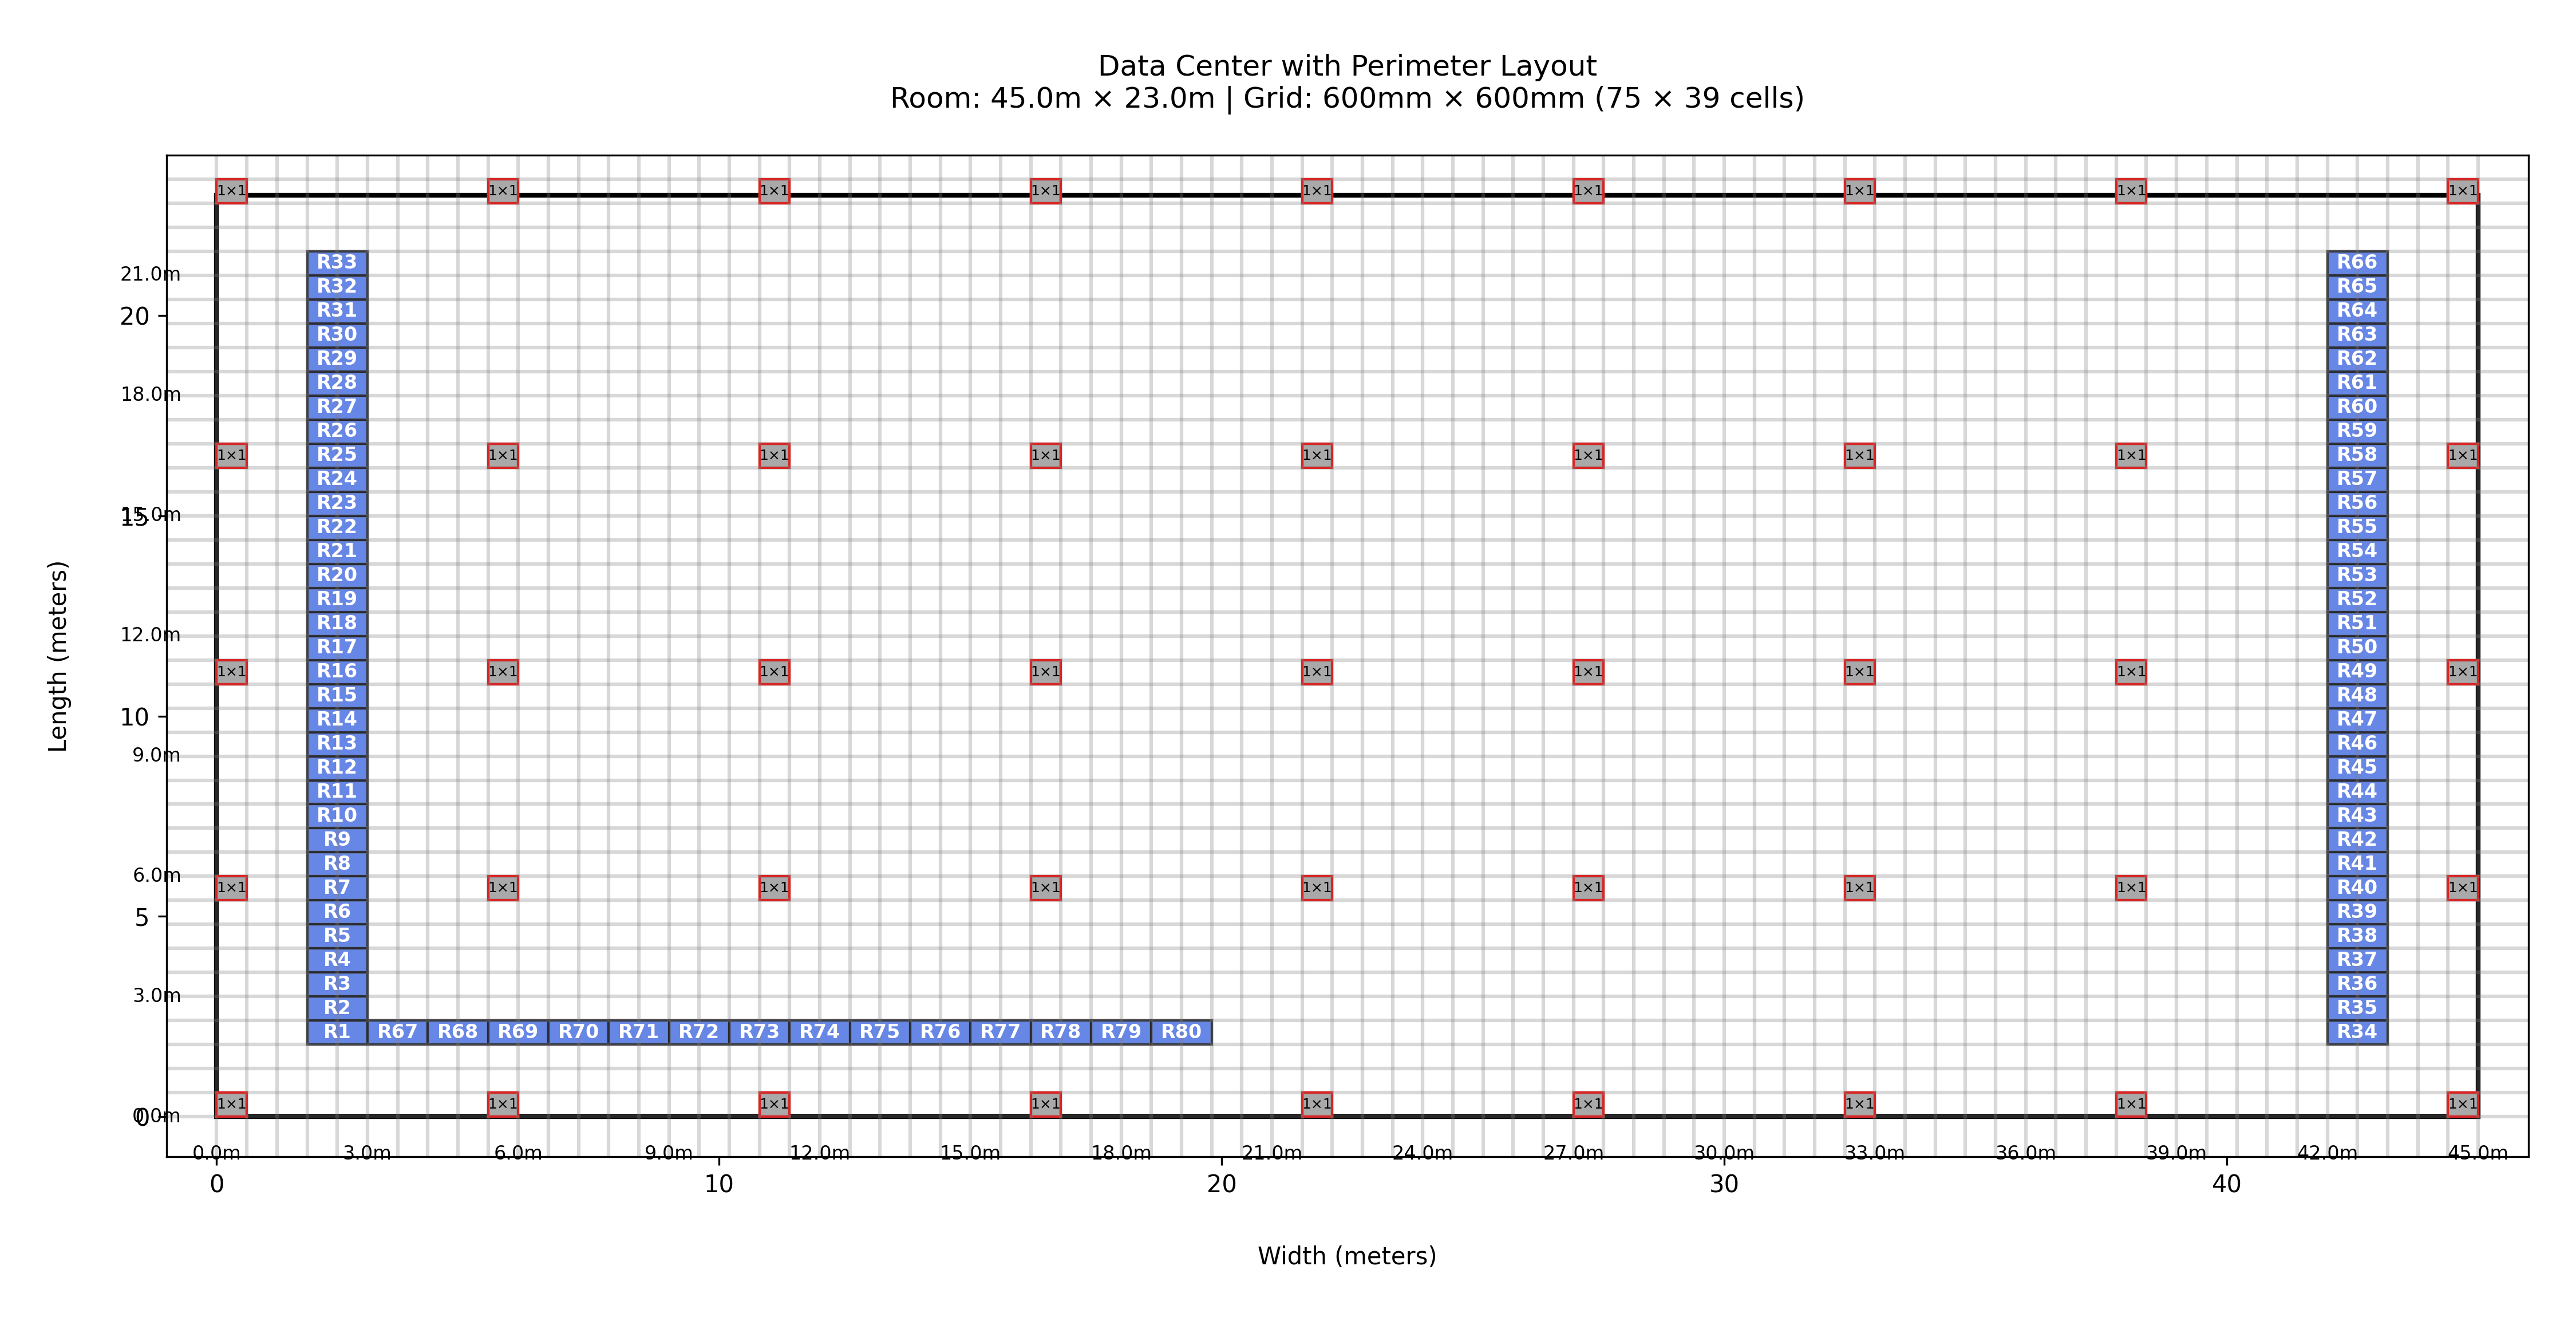 Data Center with Perimeter Layout
Room: 45.0m × 23.0m | Grid: 600mm × 600mm (75 × 39 cells)
1×1 1×1 1×1 1×1 1×1 1×1 1×1 1×1 1×1
R33 R66
21.0m
R32 R65
20 R31 R64
R30 R63
R29 R62
R28 R61
18.0m
R27 R60
R26 R59
1×1 R25 1×1 1×1 1×1 1×1 1×1 1×1 1×1 R58 1×1
R24 R57
R23 R56
15 15.0m
R22 R55
R21 R54
R20 R53
R19 R52
R18 R51
12.0m
R17 R50
1×1 R16 1×1 1×1 1×1 1×1 1×1 1×1 1×1 R49 1×1
R15 R48
10 R14 R47
R13 R46
9.0m
R12 R45
R11 R44
R10 R43
R9 R42
R8 R41
6.0m
1×1 R7 1×1 1×1 1×1 1×1 1×1 1×1 1×1 R40 1×1
5 R6 R39
R5 R38
R4 R37
R3 R36
3.0m
R2 R35
R1 R67 R68 R69 R70 R71 R72 R73 R74 R75 R76 R77 R78 R79 R80 R34
1×1 1×1 1×1 1×1 1×1 1×1 1×1 1×1 1×1
0 0.0m
0.0m 3.0m 6.0m 9.0m 12.0m 15.0m 18.0m 21.0m 24.0m 27.0m 30.0m 33.0m 36.0m 39.0m 42.0m 45.0m
0 10 20 30 40
Length (meters)
Width (meters)